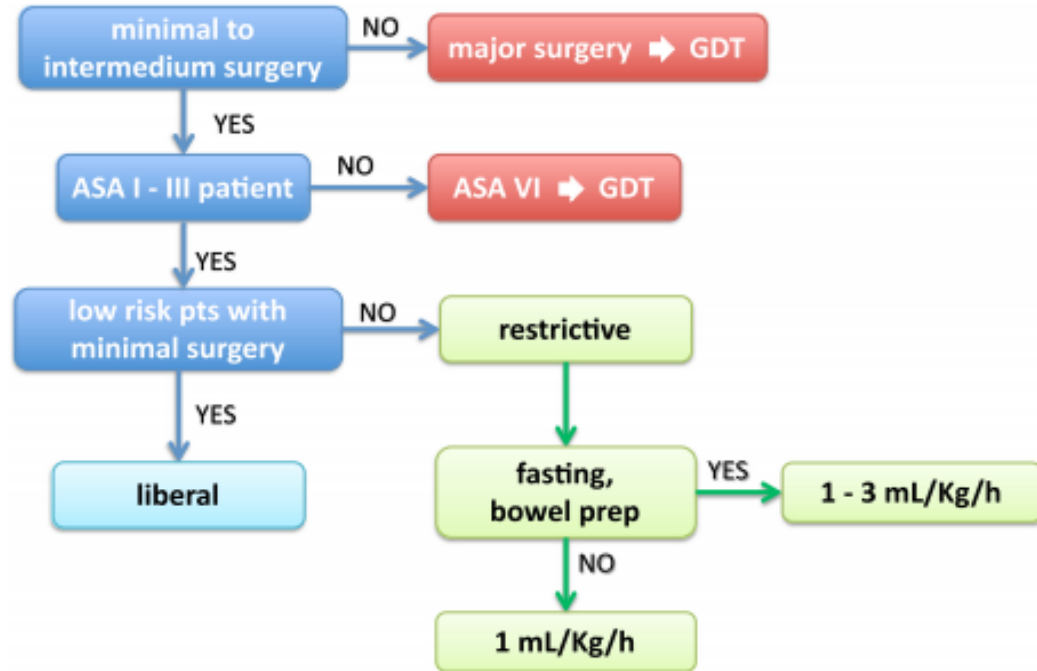 minimal to
intermedium surgery
NO
major surgery ➡ GDT
YES
ASA I - III patient
NO
ASA VI ➡ GDT
YES
low risk pts with
minimal surgery
NO
restrictive
YES
liberal
fasting,
bowel prep
YES
1 - 3 mL/Kg/h
NO
1 mL/Kg/h